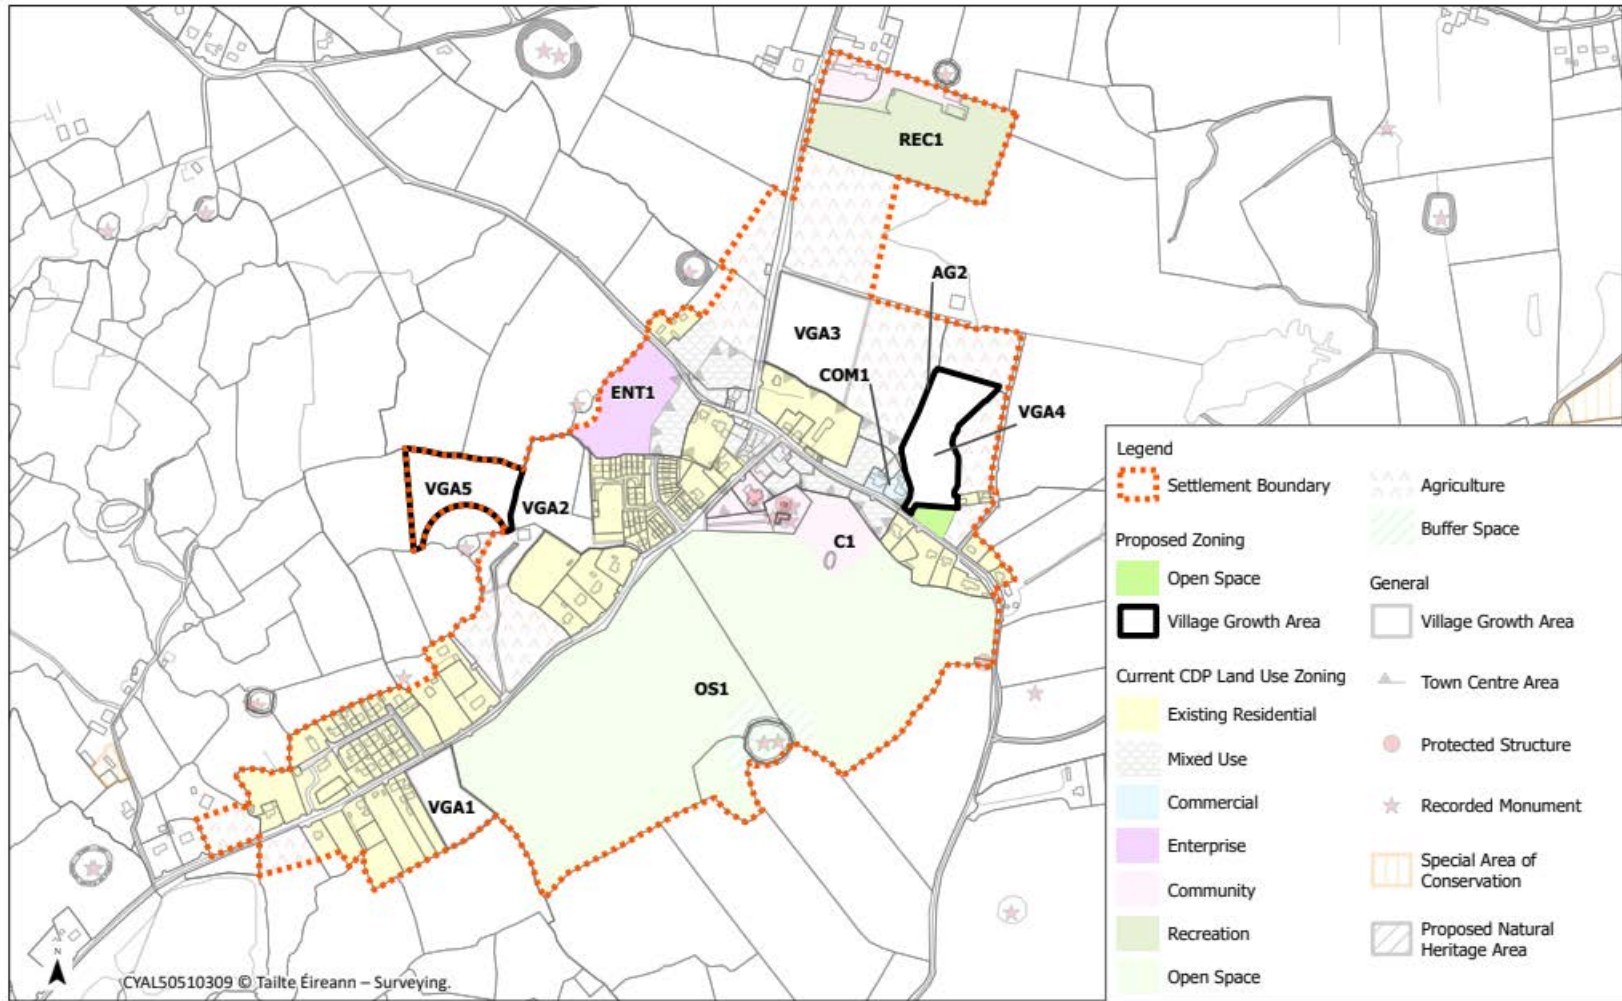 REC1
AG2
VGA3
COM1
ENT1
VGA4
VGA5
VGA2
C1
OS1
VGA1
N
CYAL50510309 © Tailte Éireann – Surveying.
Legend
Settlement Boundary
Proposed Zoning
Open Space
Village Growth Area
Current CDP Land Use Zoning
Existing Residential
Mixed Use
Commercial
Enterprise
Community
Recreation
Open Space
Agriculture
Buffer Space
General
Village Growth Area
Town Centre Area
Protected Structure
Recorded Monument
Special Area of
Conservation
Proposed Natural
Heritage Area